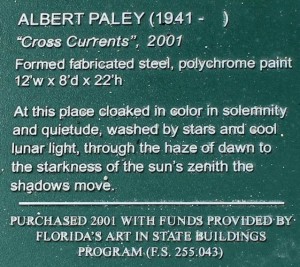 ALBERT PALEY (1941 -    )
"Cross Currents", 2001
Formed fabricated steel, polychrome paint
12'w x 8'd x 22'h
At this place cloaked in color in solemnity
and quietude, washed by stars and cool
lunar light, through the haze of dawn to
the starkness of the sun's zenith the
shadows move.
PURCHASED 2001 WITH FUNDS PROVIDED BY
FLORIDA'S ART IN STATE BUILDINGS
PROGRAM (F.S. 255.043)